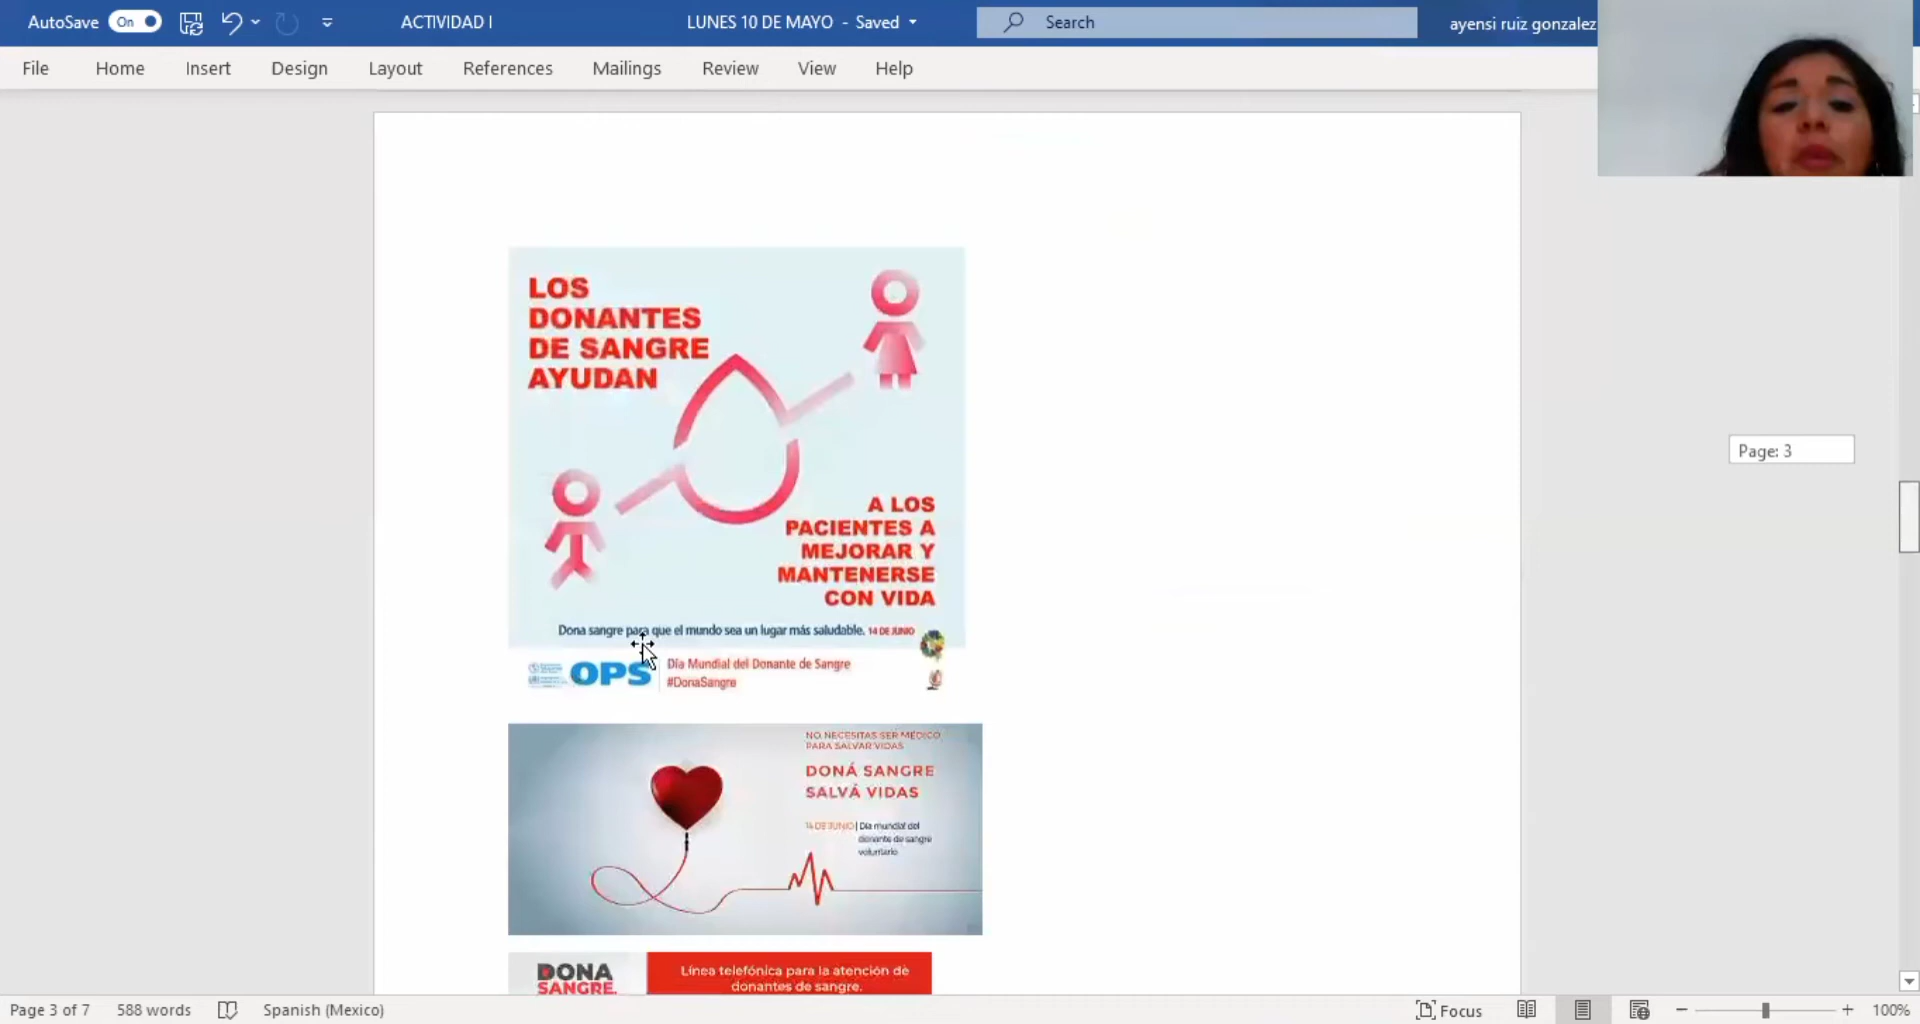 AutoSave On ACTIVIDAD I LUNES 10 DE MAYO - Saved Search ayensi ruiz gonzalez
File Home Insert Design Layout References Mailings Review View Help
LOS
DONANTES
DE SANGRE
AYUDAN
A LOS
PACIENTES A
MEJORAR Y
MANTENERSE
CON VIDA
Dona sangre para que el mundo sea un lugar más saludable. 14 DE JUNIO
OPS
Día Mundial del Donante de Sangre
#DonaSangre
Page: 3
NO NECESITAS SER MÉDICO
PARA SALVAR VIDAS
DONÁ SANGRE
SALVÁ VIDAS
14 DE JUNIO | Día mundial del
donante de sangre
voluntario
DONA
SANGRE.
Línea telefónica para la atención de
donantes de sangre.
Page 3 of 7 588 words Spanish (Mexico) Focus 100%